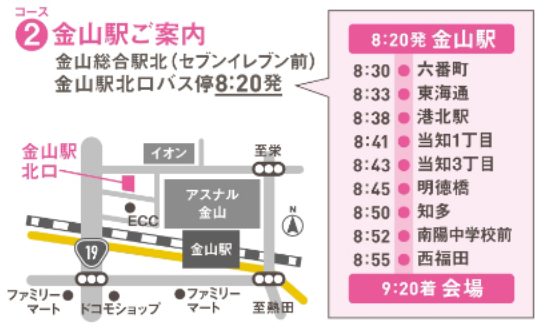 コース
2 金山駅ご案内
金山総合駅北(セブンイレブン前)
金山駅北口バス停8:20発
8:20発 金山駅
8:30 六番町
8:33 東海通
8:38 港北駅
8:41 当知1丁目
8:43 当知3丁目
8:45 明徳橋
8:50 知多
8:52 南陽中学校前
8:55 西福田
9:20着 会場
イオン
至栄
金山駅
北口
アスナル
金山
ECC
N
金山駅
19
ファミリー
マート
ドコモショップ
ファミリー
マート
至熱田